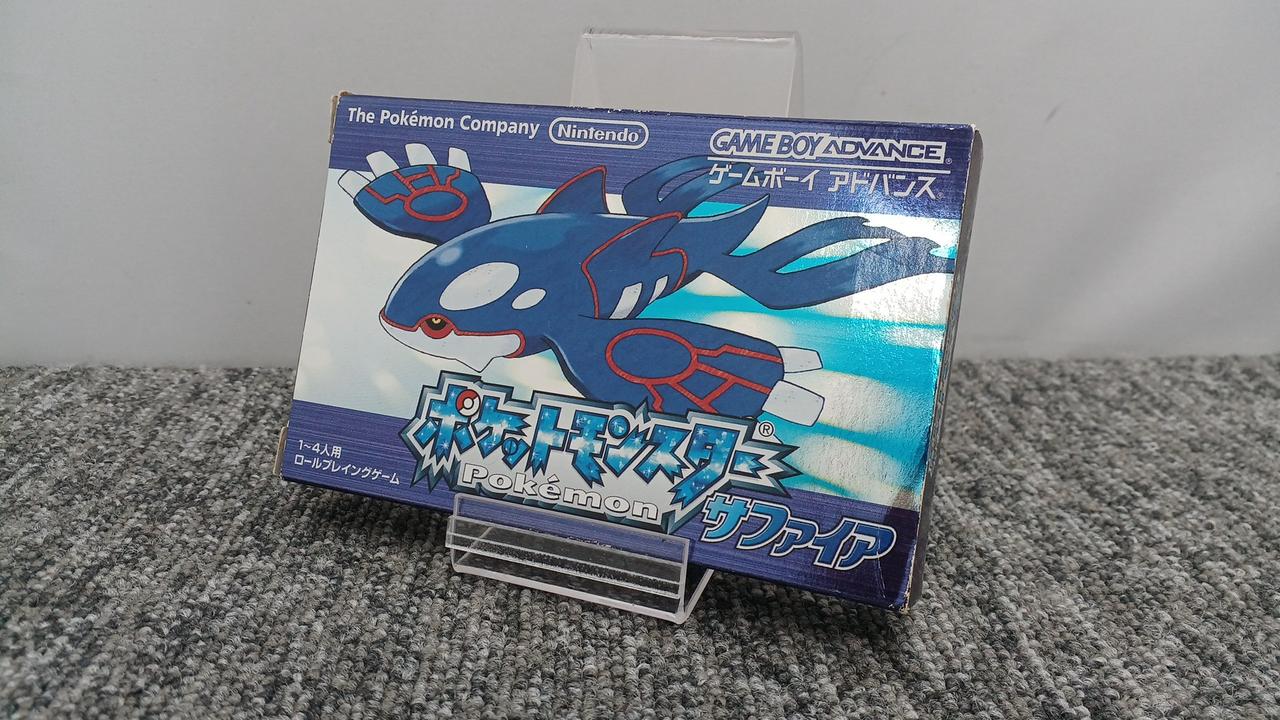 The Pokémon Company Nintendo
GAME BOY ADVANCE®
ゲームボーイ アドバンス
ポケットモンスター®
Pokémon
サファイア
1~4人用
ロールプレイングゲーム